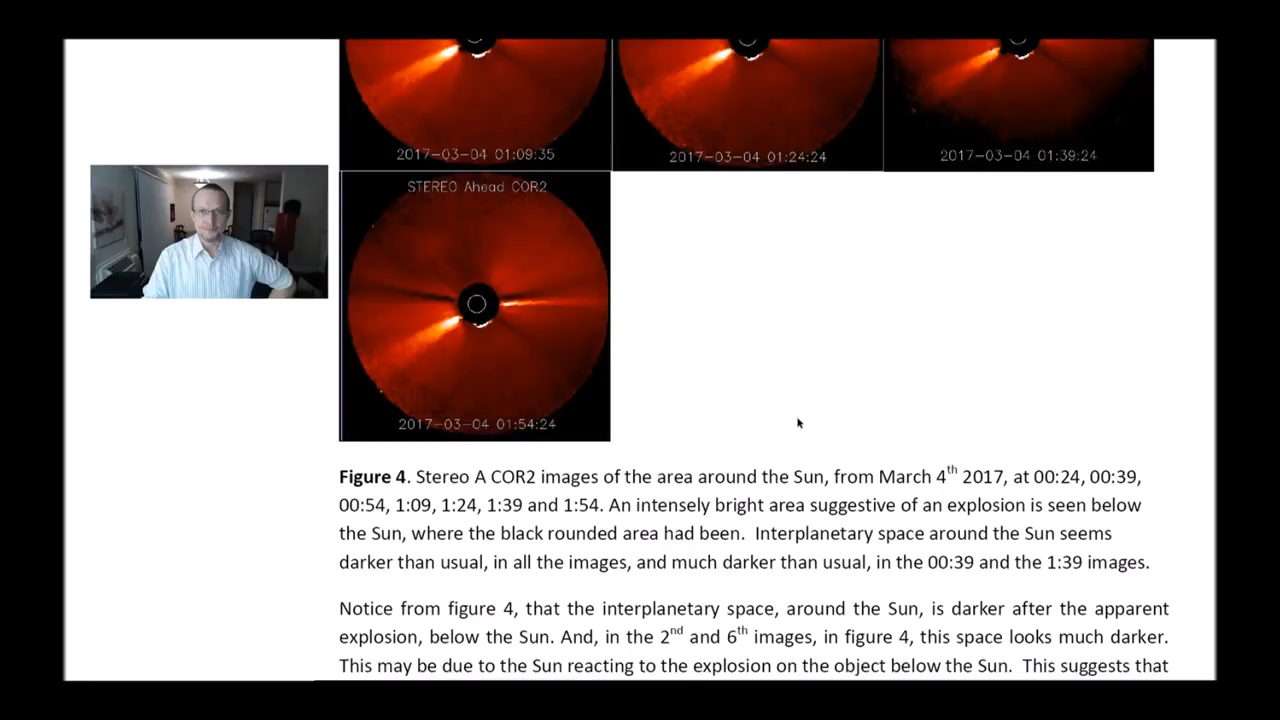 2017-03-04 01:09:35
2017-03-04 01:24:24
2017-03-04 01:39:24
STEREO Ahead COR2
2017-03-04 01:54:24
Figure 4. Stereo A COR2 images of the area around the Sun, from March 4th 2017, at 00:24, 00:39,
00:54, 1:09, 1:24, 1:39 and 1:54. An intensely bright area suggestive of an explosion is seen below
the Sun, where the black rounded area had been. Interplanetary space around the Sun seems
darker than usual, in all the images, and much darker than usual, in the 00:39 and the 1:39 images.
Notice from figure 4, that the interplanetary space, around the Sun, is darker after the apparent
explosion, below the Sun. And, in the 2nd and 6th images, in figure 4, this space looks much darker.
This may be due to the Sun reacting to the explosion on the object below the Sun. This suggests that